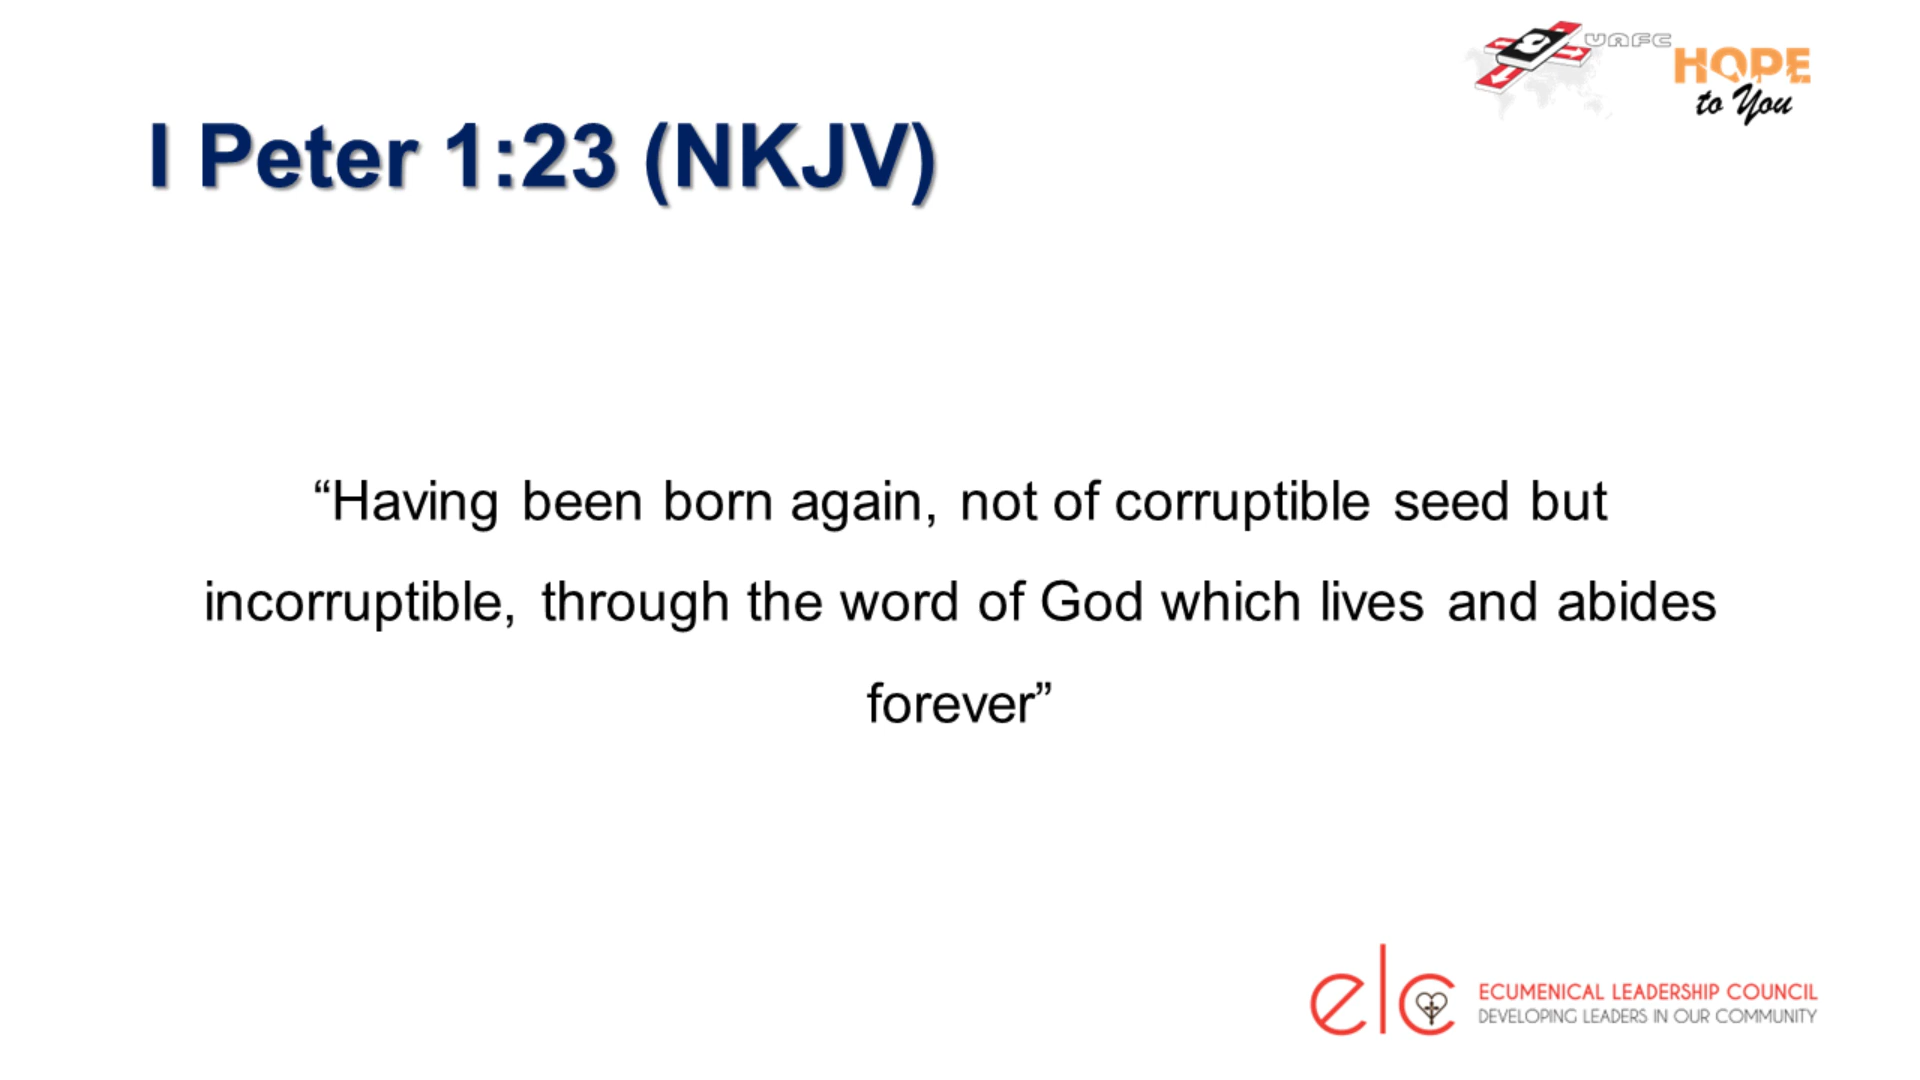 UAFC
HOPE
to You
I Peter 1:23 (NKJV)
“Having been born again, not of corruptible seed but
incorruptible, through the word of God which lives and abides
forever”
elc
ECUMENICAL LEADERSHIP COUNCIL
DEVELOPING LEADERS IN OUR COMMUNITY